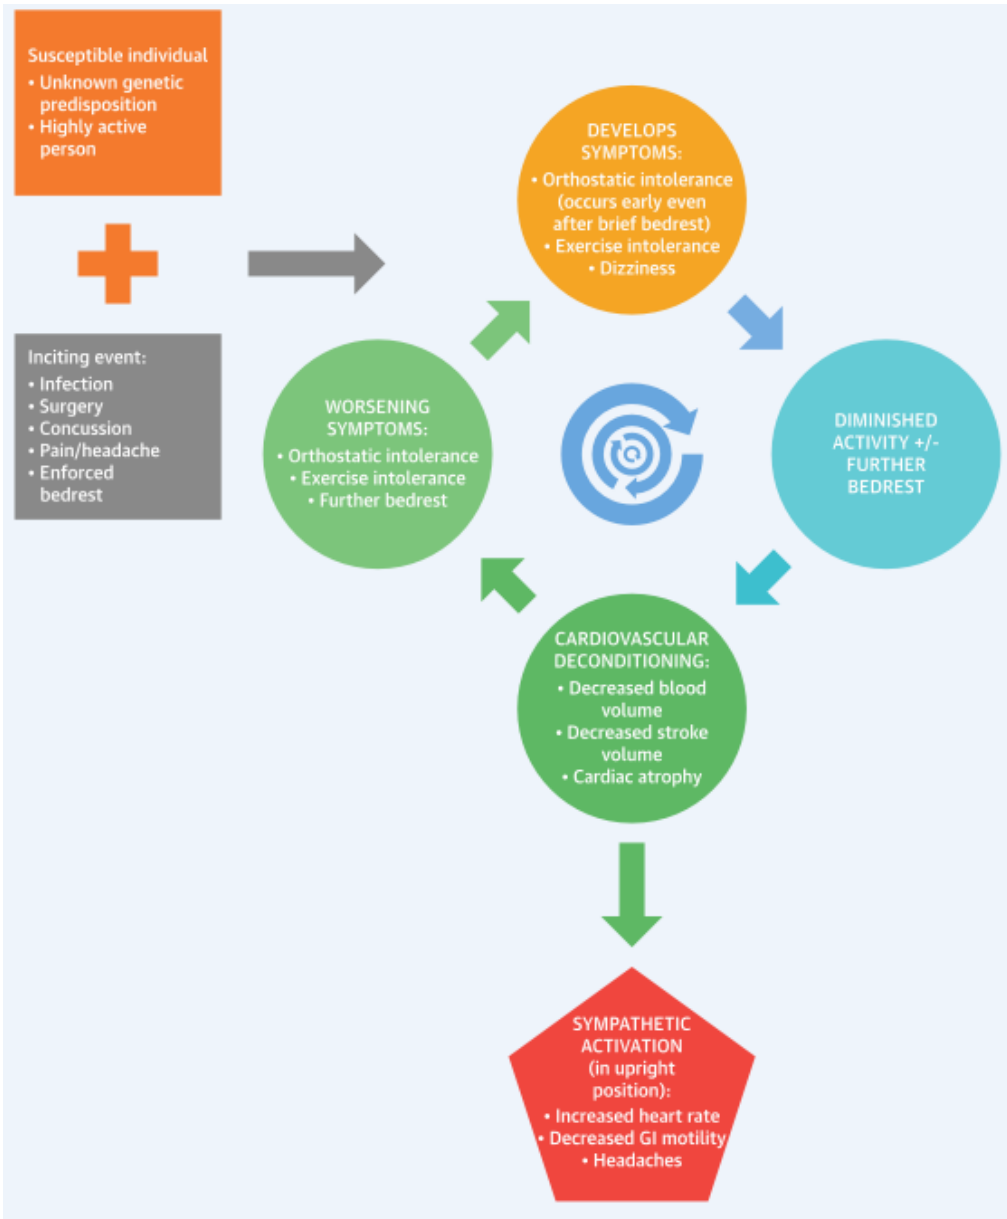 Susceptible individual
• Unknown genetic
predisposition
• Highly active
person
Inciting event:
• Infection
• Surgery
• Concussion
• Pain/headache
• Enforced
bedrest
DEVELOPS
SYMPTOMS:
• Orthostatic intolerance
(occurs early even
after brief bedrest)
• Exercise intolerance
• Dizziness
DIMINISHED
ACTIVITY +/-
FURTHER
BEDREST
CARDIOVASCULAR
DECONDITIONING:
• Decreased blood
volume
• Decreased stroke
volume
• Cardiac atrophy
WORSENING
SYMPTOMS:
• Orthostatic intolerance
• Exercise intolerance
• Further bedrest
SYMPATHETIC
ACTIVATION
(in upright
position):
• Increased heart rate
• Decreased GI motility
• Headaches